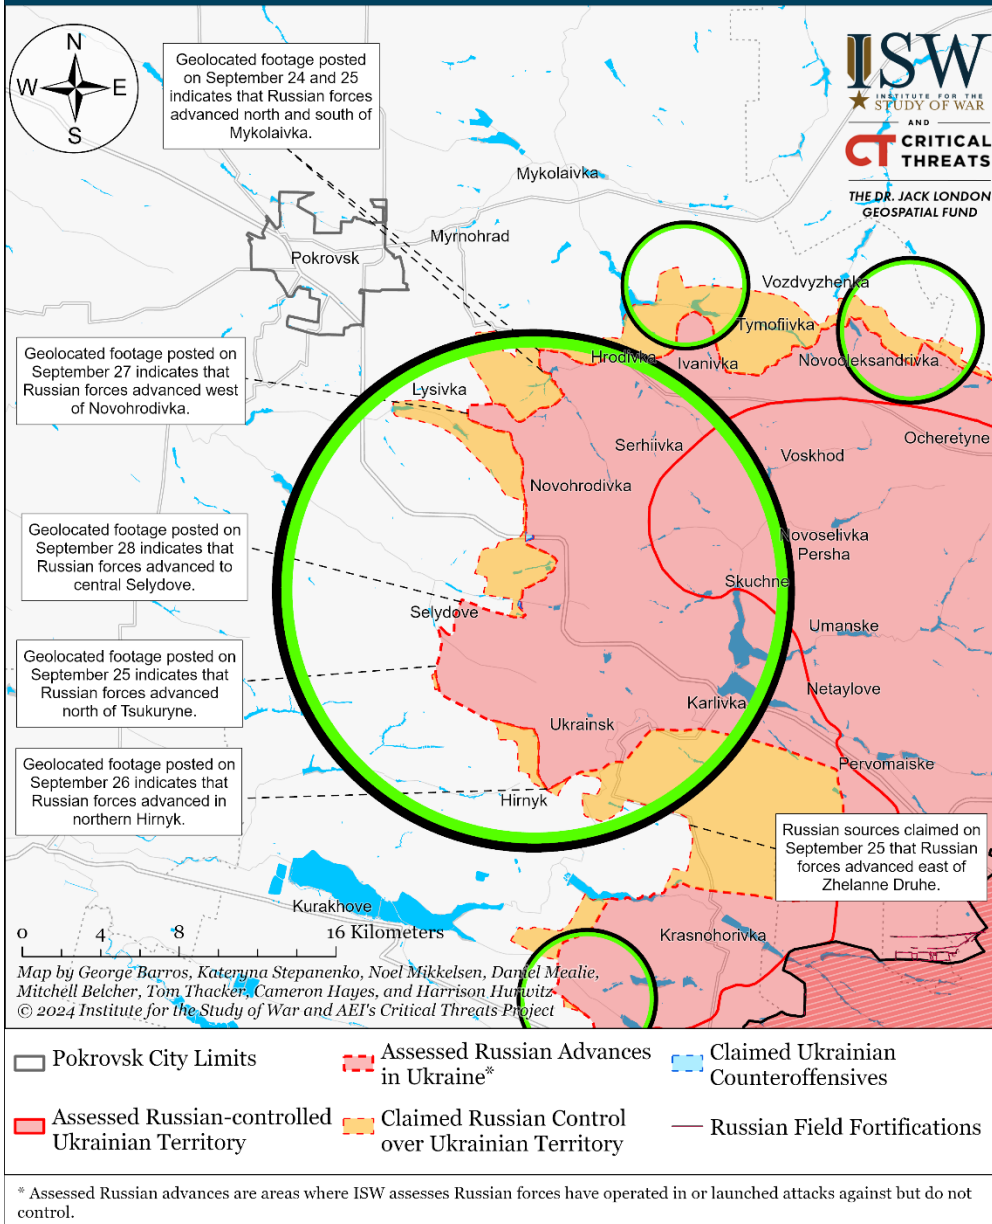 N
W
E
S
Geolocated footage posted
on September 24 and 25
indicates that Russian forces
advanced north and south of
Mykolaivka.
ISW
INSTITUTE FOR THE
STUDY OF WAR
AND
CT CRITICAL
THREATS
THE DR. JACK LONDON
GEOSPATIAL FUND
Mykolaivka
Myrnohrad
Pokrovsk
Vozdvyzhenka
Tymofiivka
Hrodivka
Ivanivka
Novooleksandrivka
Geolocated footage posted on
September 27 indicates that
Russian forces advanced west
of Novohrodivka.
Lysivka
Serhiivka
Ocheretyne
Voskhod
Novohrodivka
Geolocated footage posted on
September 28 indicates that
Russian forces advanced to
central Selydove.
Novoselivka
Persha
Skuchne
Selydove
Umanske
Geolocated footage posted on
September 25 indicates that
Russian forces advanced
north of Tsukuryne.
Netaylove
Karlivka
Ukrainsk
Geolocated footage posted on
September 26 indicates that
Russian forces advanced in
northern Hirnyk.
Pervomaiske
Hirnyk
Russian sources claimed on
September 25 that Russian
forces advanced east of
Zhelanne Druhe.
Kurakhove
Krasnohorivka
0 4 8 16 Kilometers
Map by George Barros, Kateryna Stepanenko, Noel Mikkelsen, Daniel Mealie,
Mitchell Belcher, Tom Thacker, Cameron Hayes, and Harrison Hurwitz
© 2024 Institute for the Study of War and AEI's Critical Threats Project
Pokrovsk City Limits
Assessed Russian Advances
in Ukraine*
Claimed Ukrainian
Counteroffensives
Assessed Russian-controlled
Ukrainian Territory
Claimed Russian Control
over Ukrainian Territory
Russian Field Fortifications
* Assessed Russian advances are areas where ISW assesses Russian forces have operated in or launched attacks against but do not
control.